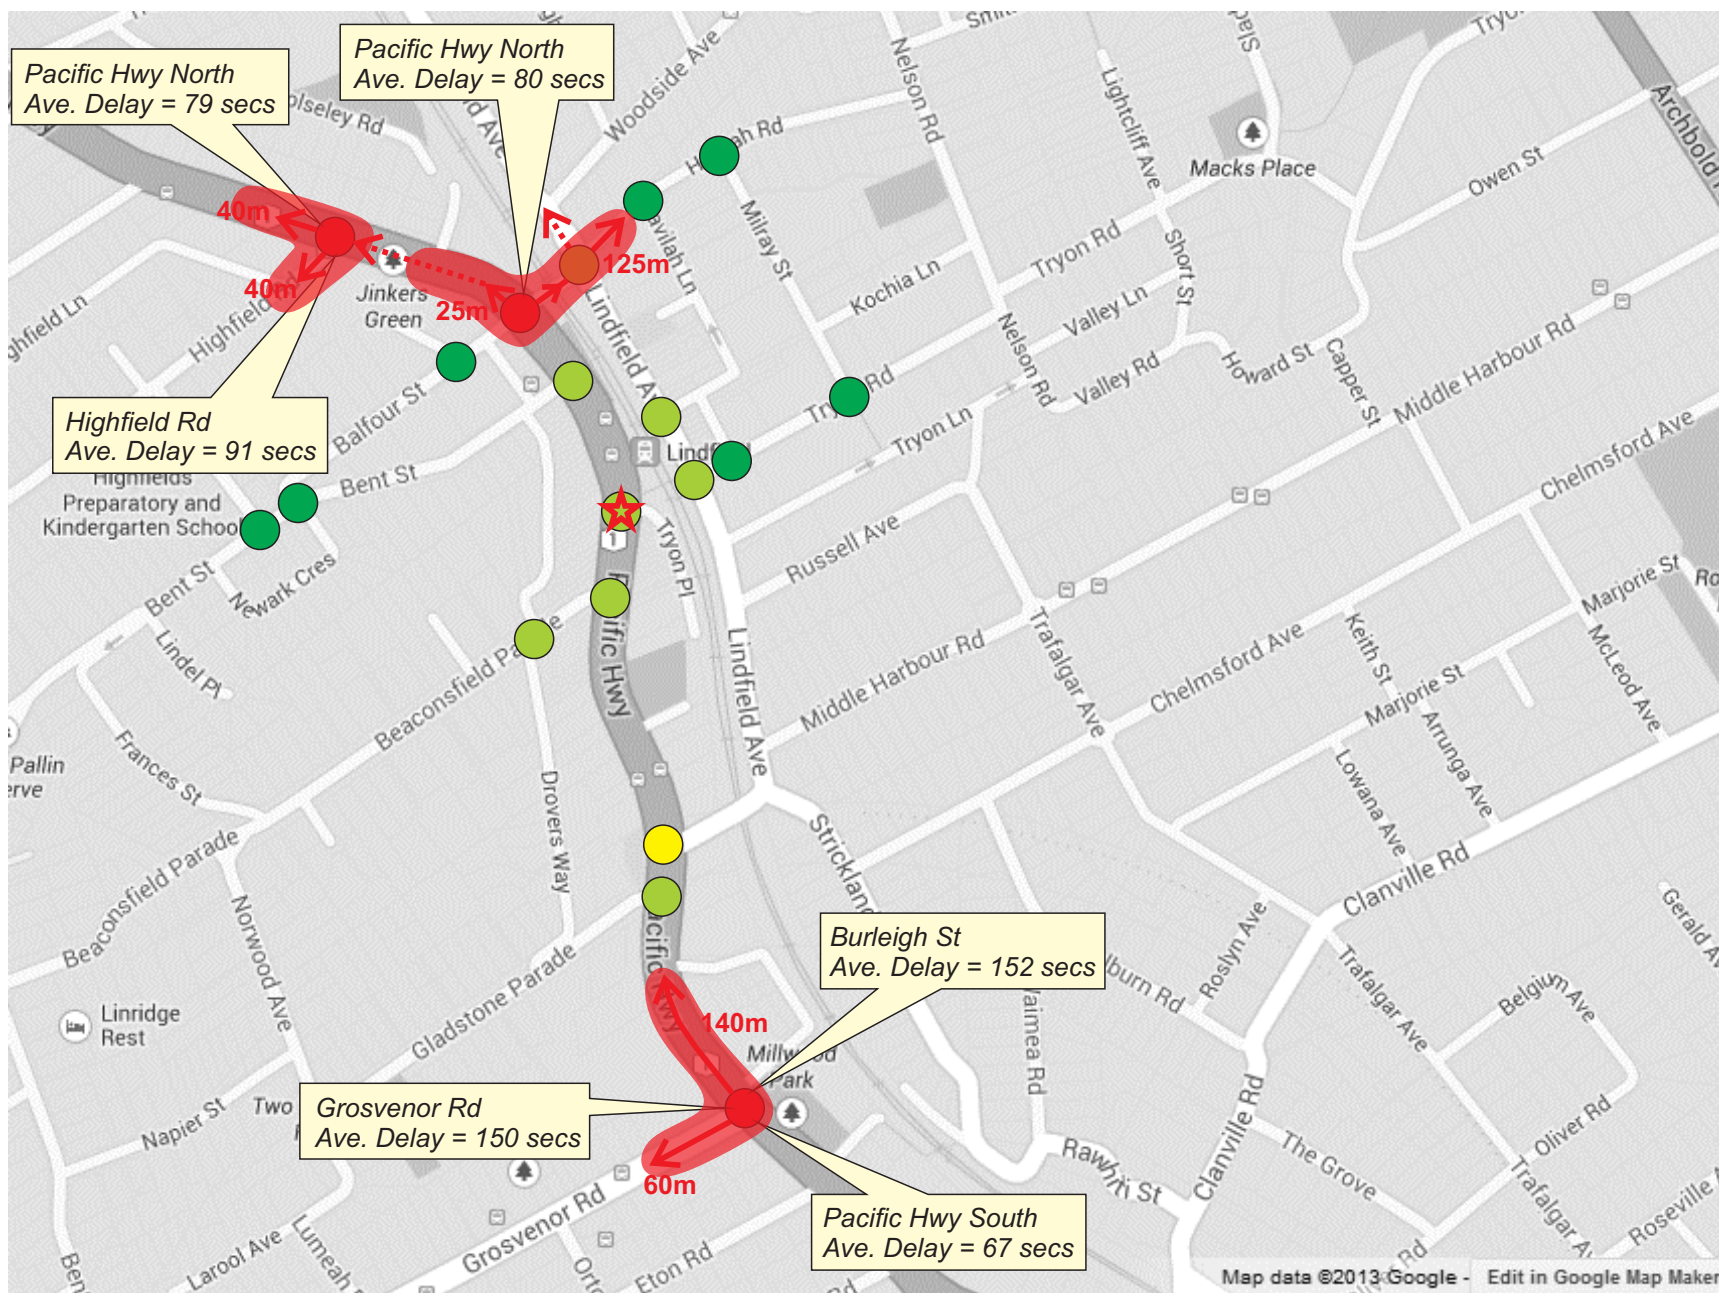 Pacific Hwy North
Ave. Delay = 79 secs
Pacific Hwy North
Ave. Delay = 80 secs
Woodside Ave
Nelson Rd
Lightcliff Ave
Archbold
Macks Place
Owen St
40m
40m
125m
25m
Jinkers
Green
Highfield
Milray St
Kochia Ln
Tryon Rd
Short St
Valley Ln
Nelson Rd
Valley Rd
Howard St
Capper St
Middle Harbour Rd
Chelmsford Ave
Lindfield
Highfield Rd
Ave. Delay = 91 secs
Balfour St
Bent St
Highfields
Preparatory and
Kindergarten School
Tryon Ln
Russell Ave
Tryon Pl
1
Bent St
Newark Cres
Lindel Pl
Hwy
Lindfield Ave
Middle Harbour Rd
Trafalgar Ave
Chelmsford Ave
Keith St
Marjorie St
McLeod Ave
Marjorie St
Arrunga Ave
Lowana Ave
Pallin
Frances St
Beaconsfield
Drovers Way
Beaconsfield Parade
Norwood Ave
Clanville Rd
Roslyn Ave
Gerald
Burleigh St
Ave. Delay = 152 secs
Linridge
Rest
Gladstone Parade
140m
Trafalgar Ave
Belgium Ave
Park
Napier St
Two
Grosvenor Rd
Ave. Delay = 150 secs
60m
Clanville Rd
The Grove
Oliver Rd
Pacific Hwy South
Ave. Delay = 67 secs
Grosvenor Rd
Larool Ave
Eton Rd
Roseville
Map data ©2013 Google -
Edit in Google Map Maker